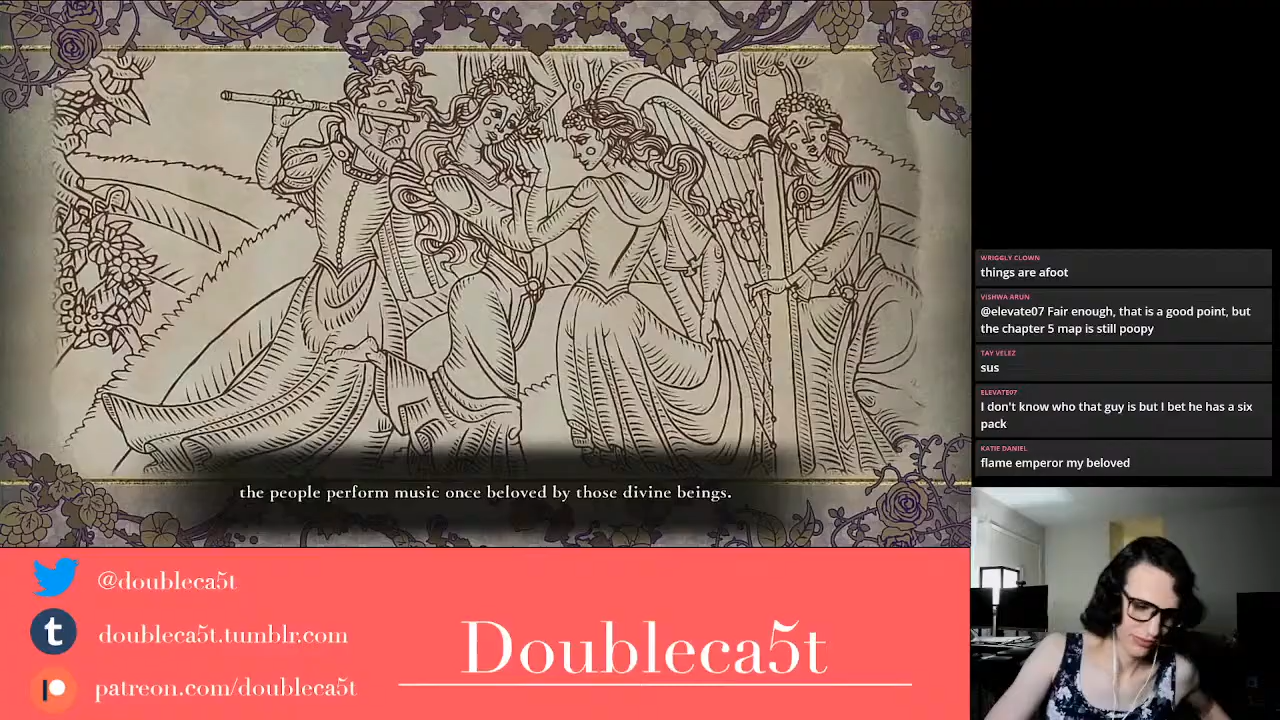 the people perform music once beloved by those divine beings.
WRIGGLY CLOWN
things are afoot
VISHWA ARUN
@elevate07 Fair enough, that is a good point, but
the chapter 5 map is still poopy
TAY VELEZ
sus
ELEVATE07
I don't know who that guy is but I bet he has a six
pack
KATIE DANIEL
flame emperor my beloved
@doubleca5t
doubleca5t.tumblr.com
patreon.com/doubleca5t
Doubleca5t